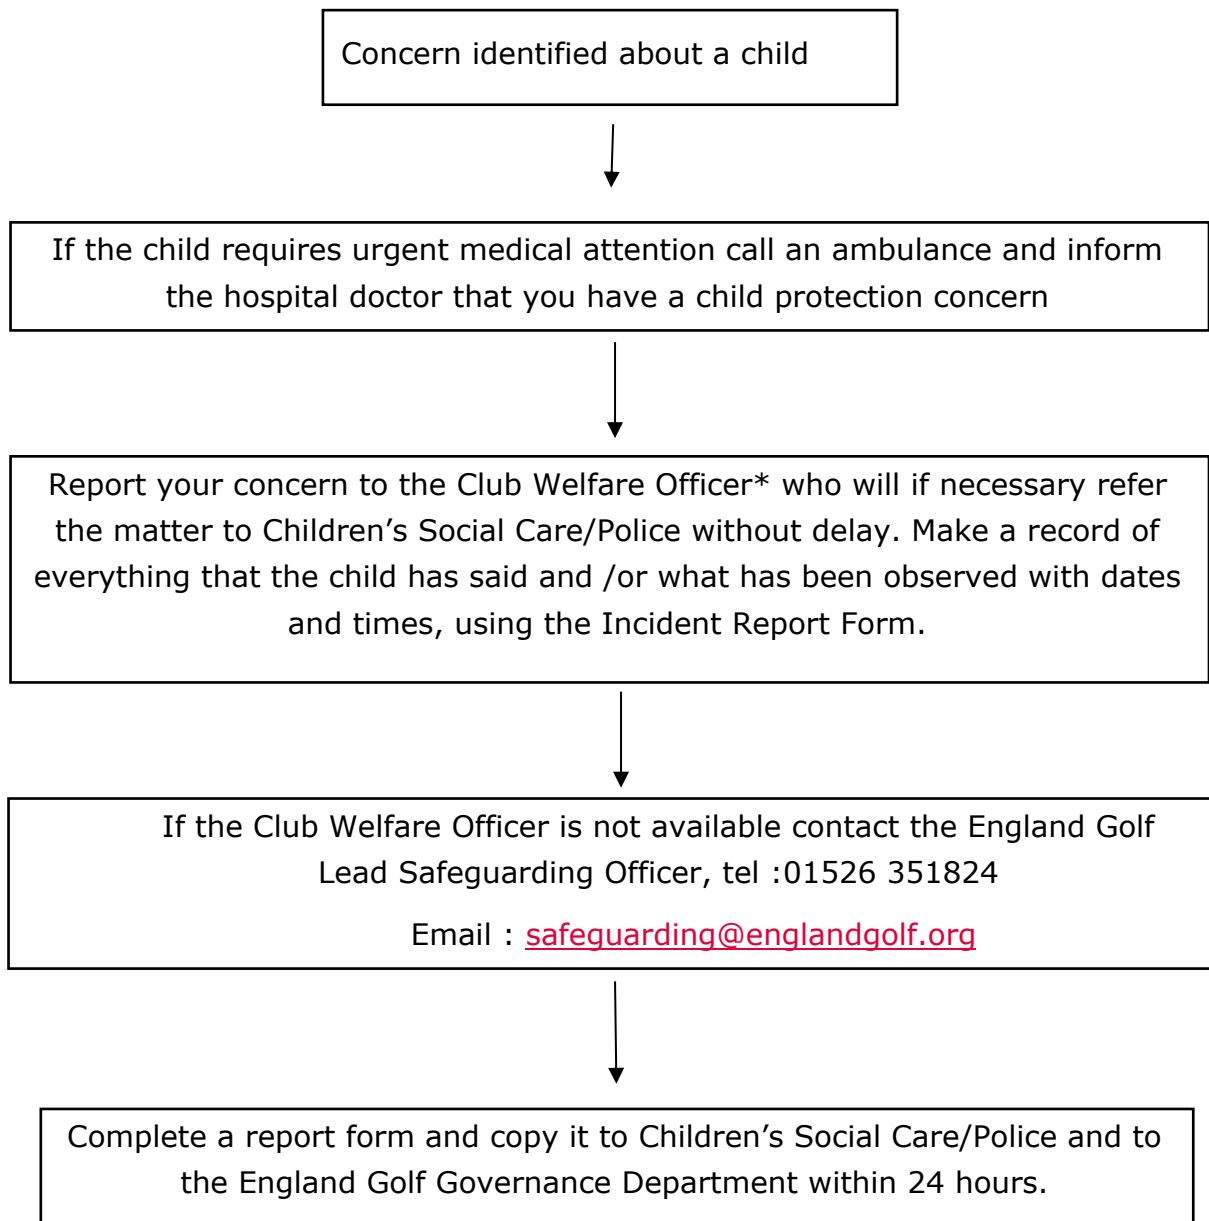 Concern identified about a child
If the child requires urgent medical attention call an ambulance and inform
the hospital doctor that you have a child protection concern
Report your concern to the Club Welfare Officer* who will if necessary refer
the matter to Children’s Social Care/Police without delay. Make a record of
everything that the child has said and /or what has been observed with dates
and times, using the Incident Report Form.
If the Club Welfare Officer is not available contact the England Golf
Lead Safeguarding Officer, tel :01526 351824
Email : safeguarding@englandgolf.org
Complete a report form and copy it to Children’s Social Care/Police and to
the England Golf Governance Department within 24 hours.